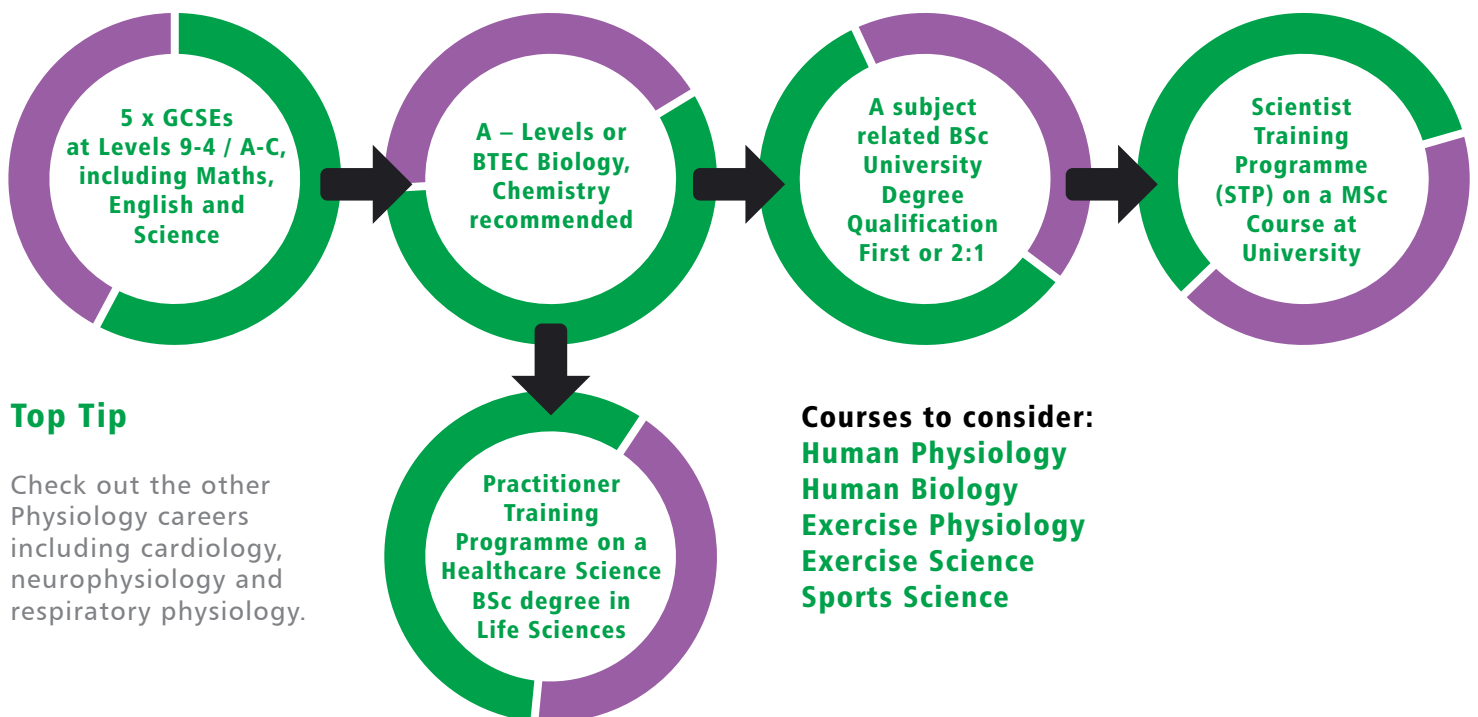 5 x GCSEs
at Levels 9-4 / A-C,
including Maths,
English and
Science
A – Levels or
BTEC Biology,
Chemistry
recommended
A subject
related BSc
University
Degree
Qualification
First or 2:1
Scientist
Training
Programme
(STP) on a MSc
Course at
University
Practitioner
Training
Programme on a
Healthcare Science
BSc degree in
Life Sciences
Top Tip
Check out the other
Physiology careers
including cardiology,
neurophysiology and
respiratory physiology.
Courses to consider:
Human Physiology
Human Biology
Exercise Physiology
Exercise Science
Sports Science